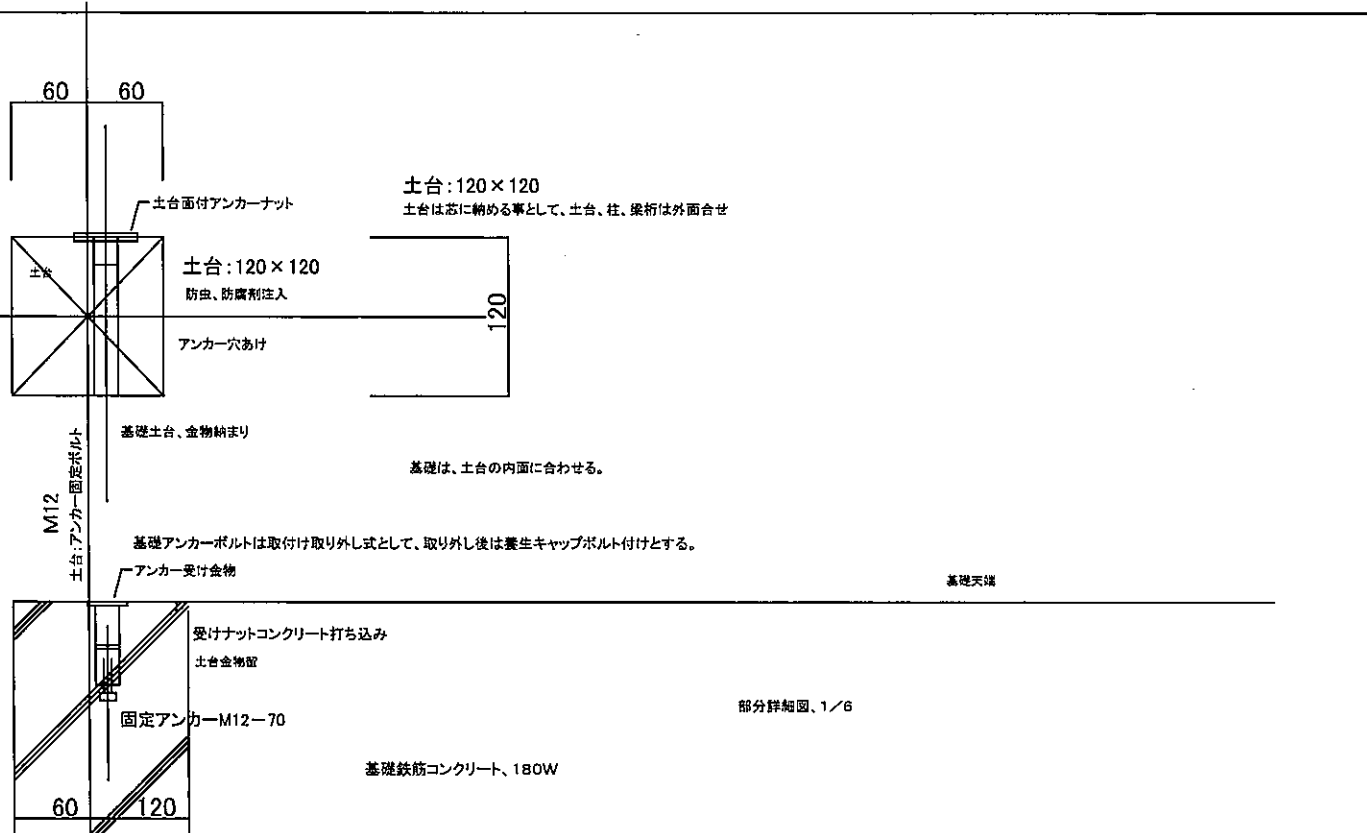 60 60
土台面付アンカーナット
土台:120×120
土台は芯に納める事として、土台、柱、梁桁は外面合せ
土台
土台:120×120
防虫、防腐剤注入
120
アンカー穴あけ
基礎土台、金物納まり
基礎は、土台の内面に合わせる。
M12
土台:アンカー固定ボルト
基礎アンカーボルトは取付け取り外し式として、取り外し後は養生キャップボルト付けとする。
アンカー受け金物
基礎天端
受けナットコンクリート打ち込み
土台金物留
部分詳細図、1/6
固定アンカーM12-70
基礎鉄筋コンクリート、180W
60 120